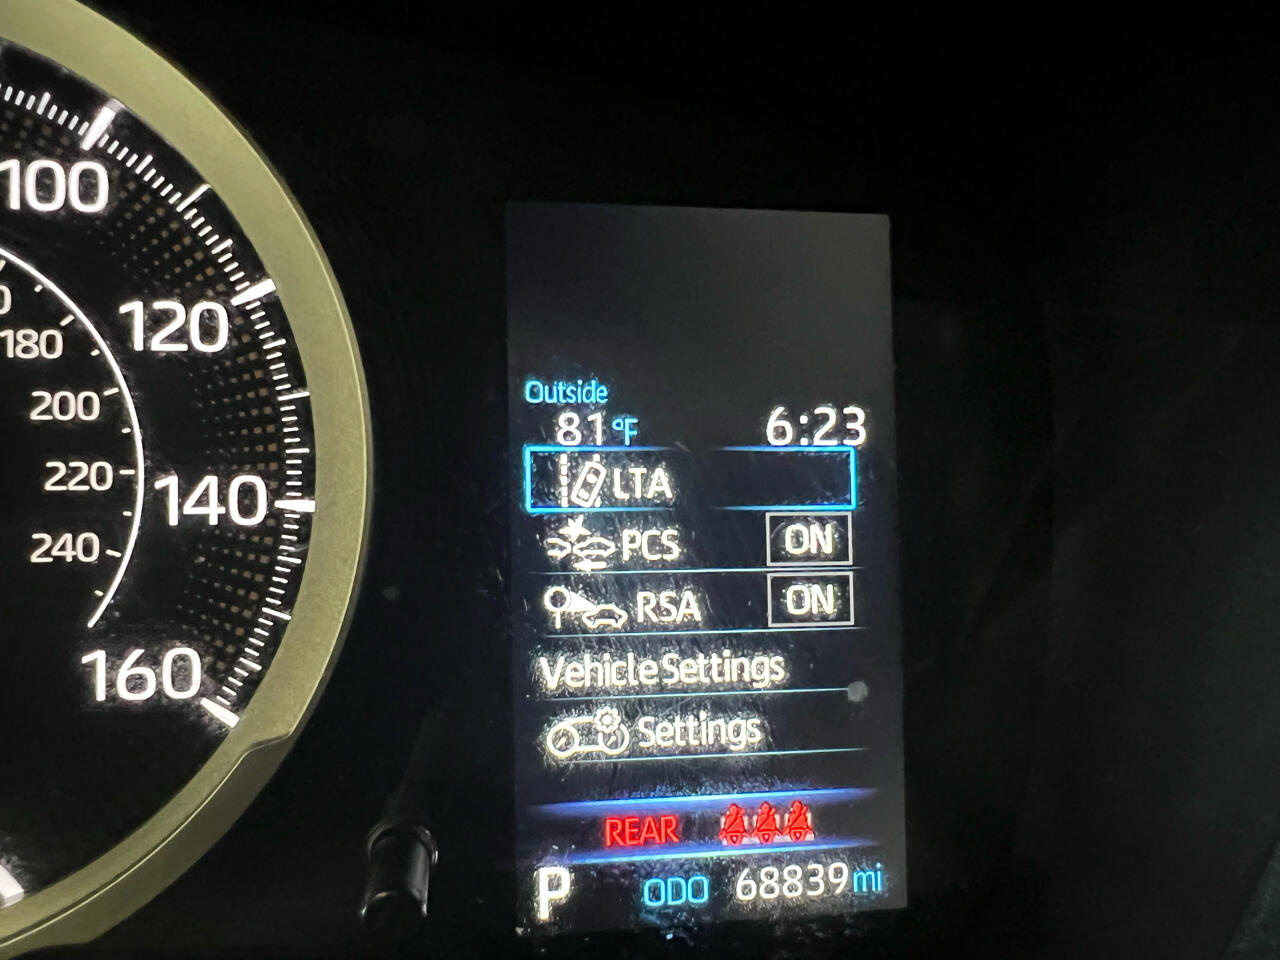 100
120
180
200
220
140
240
160
Outside
81°F 6:23
LTA
PCS ON
RSA ON
Vehicle Settings
Settings
REAR
P ODO 68839 mi